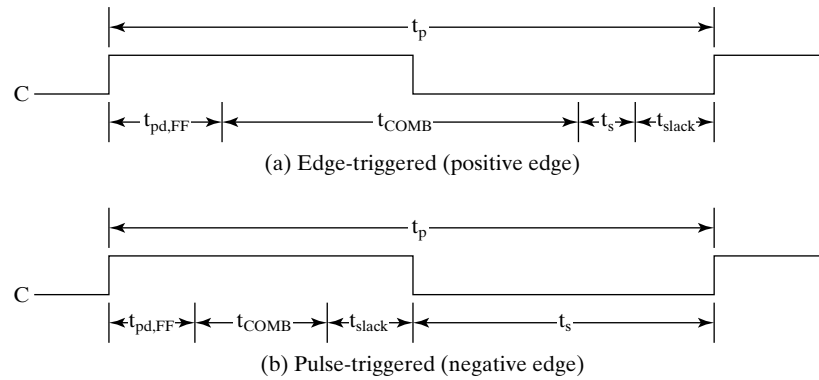 t_p
C
t_pd,FF t_COMB t_s t_slack
(a) Edge-triggered (positive edge)
t_p
C
t_pd,FF t_COMB t_slack t_s
(b) Pulse-triggered (negative edge)